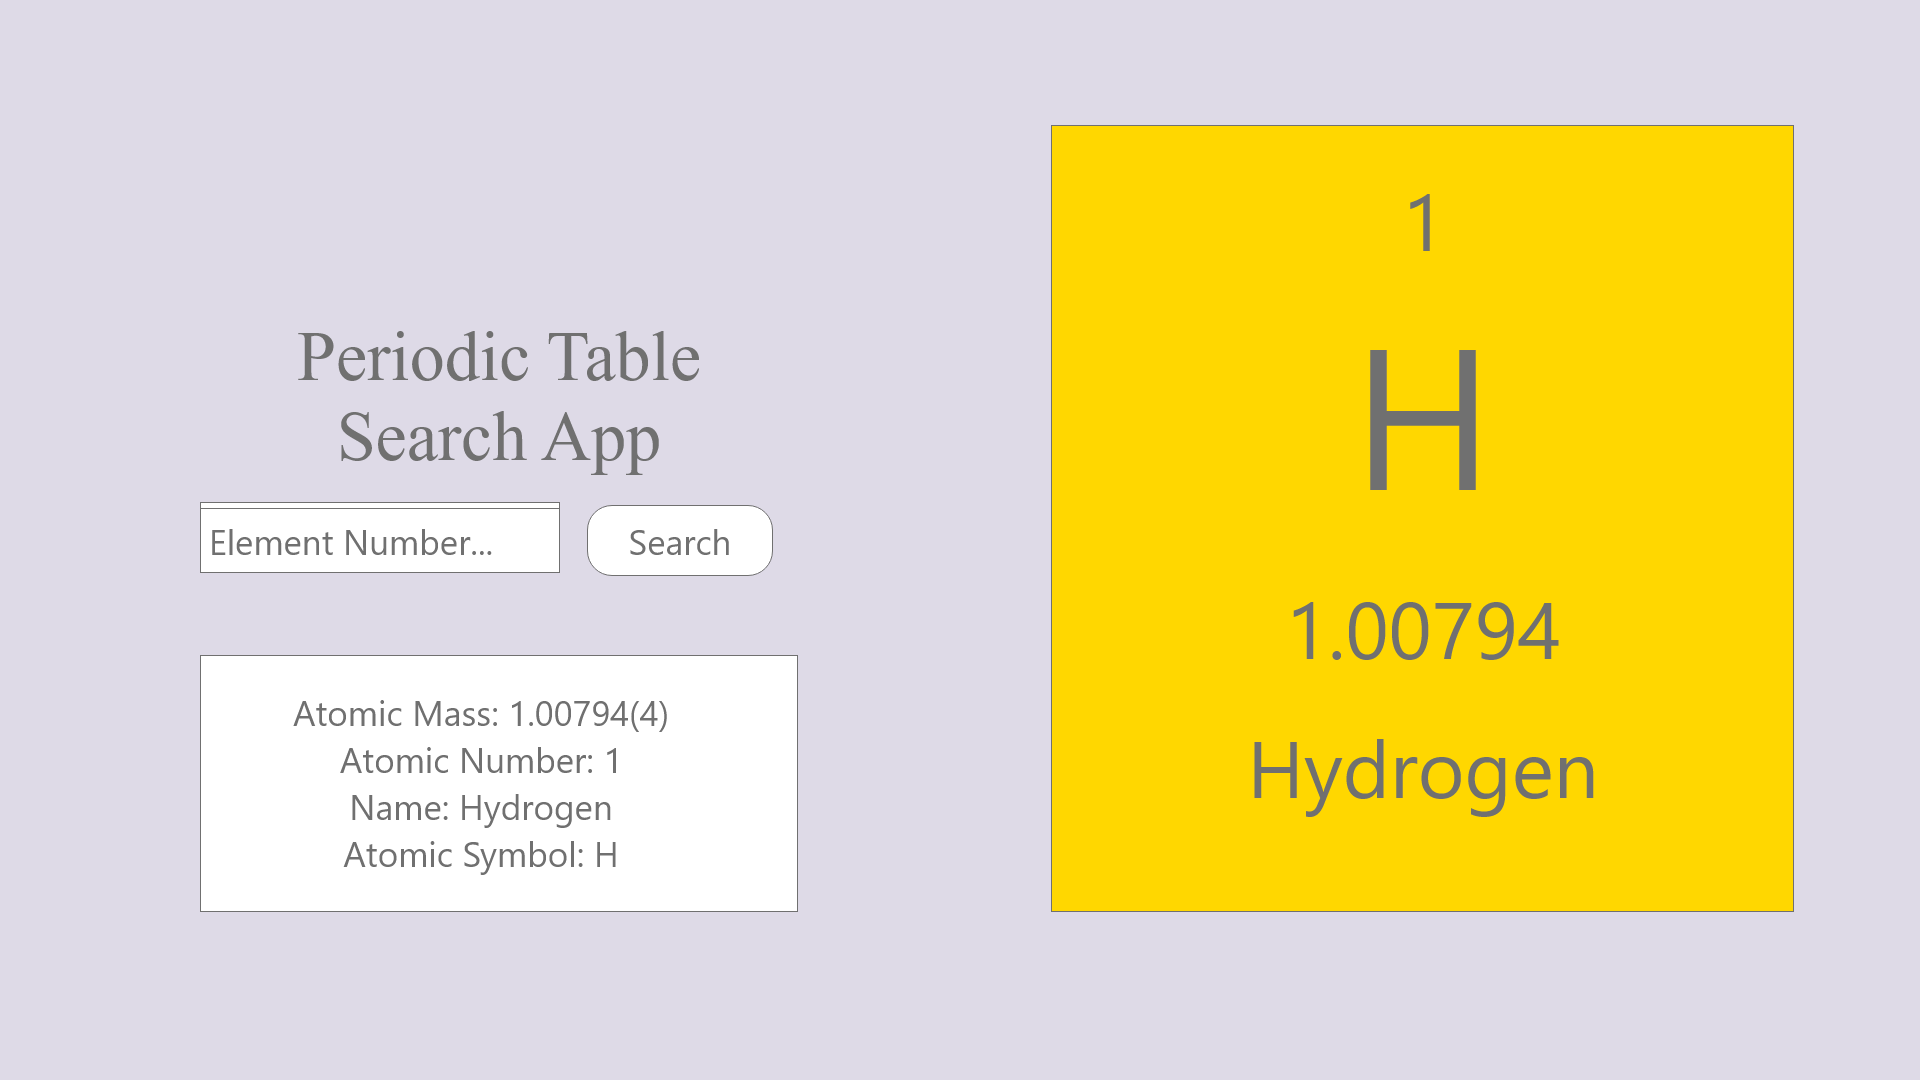 Periodic Table
Search App
Element Number...
Search
Atomic Mass: 1.00794(4)
Atomic Number: 1
Name: Hydrogen
Atomic Symbol: H
1
H
1.00794
Hydrogen